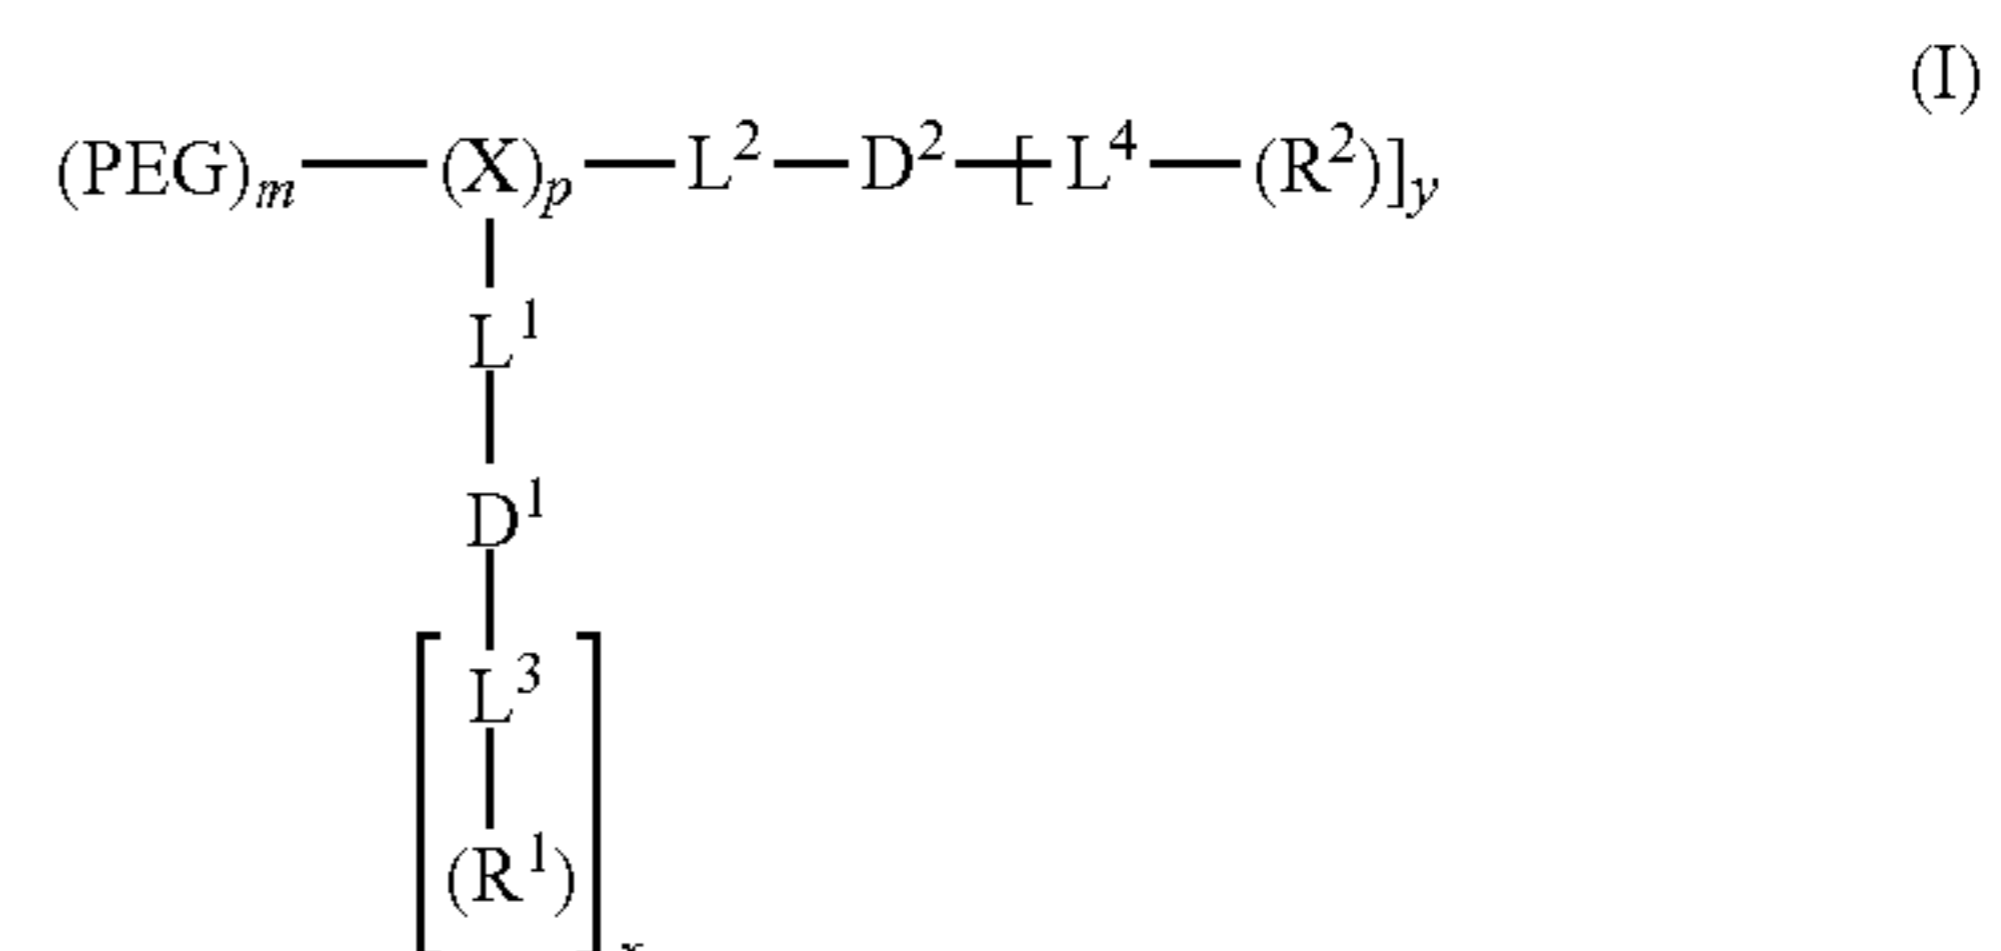 (I)
(PEG)m — (X)p — L² — D² —[ L⁴ — (R²)]y
L¹
D¹
L³
(R¹)
x